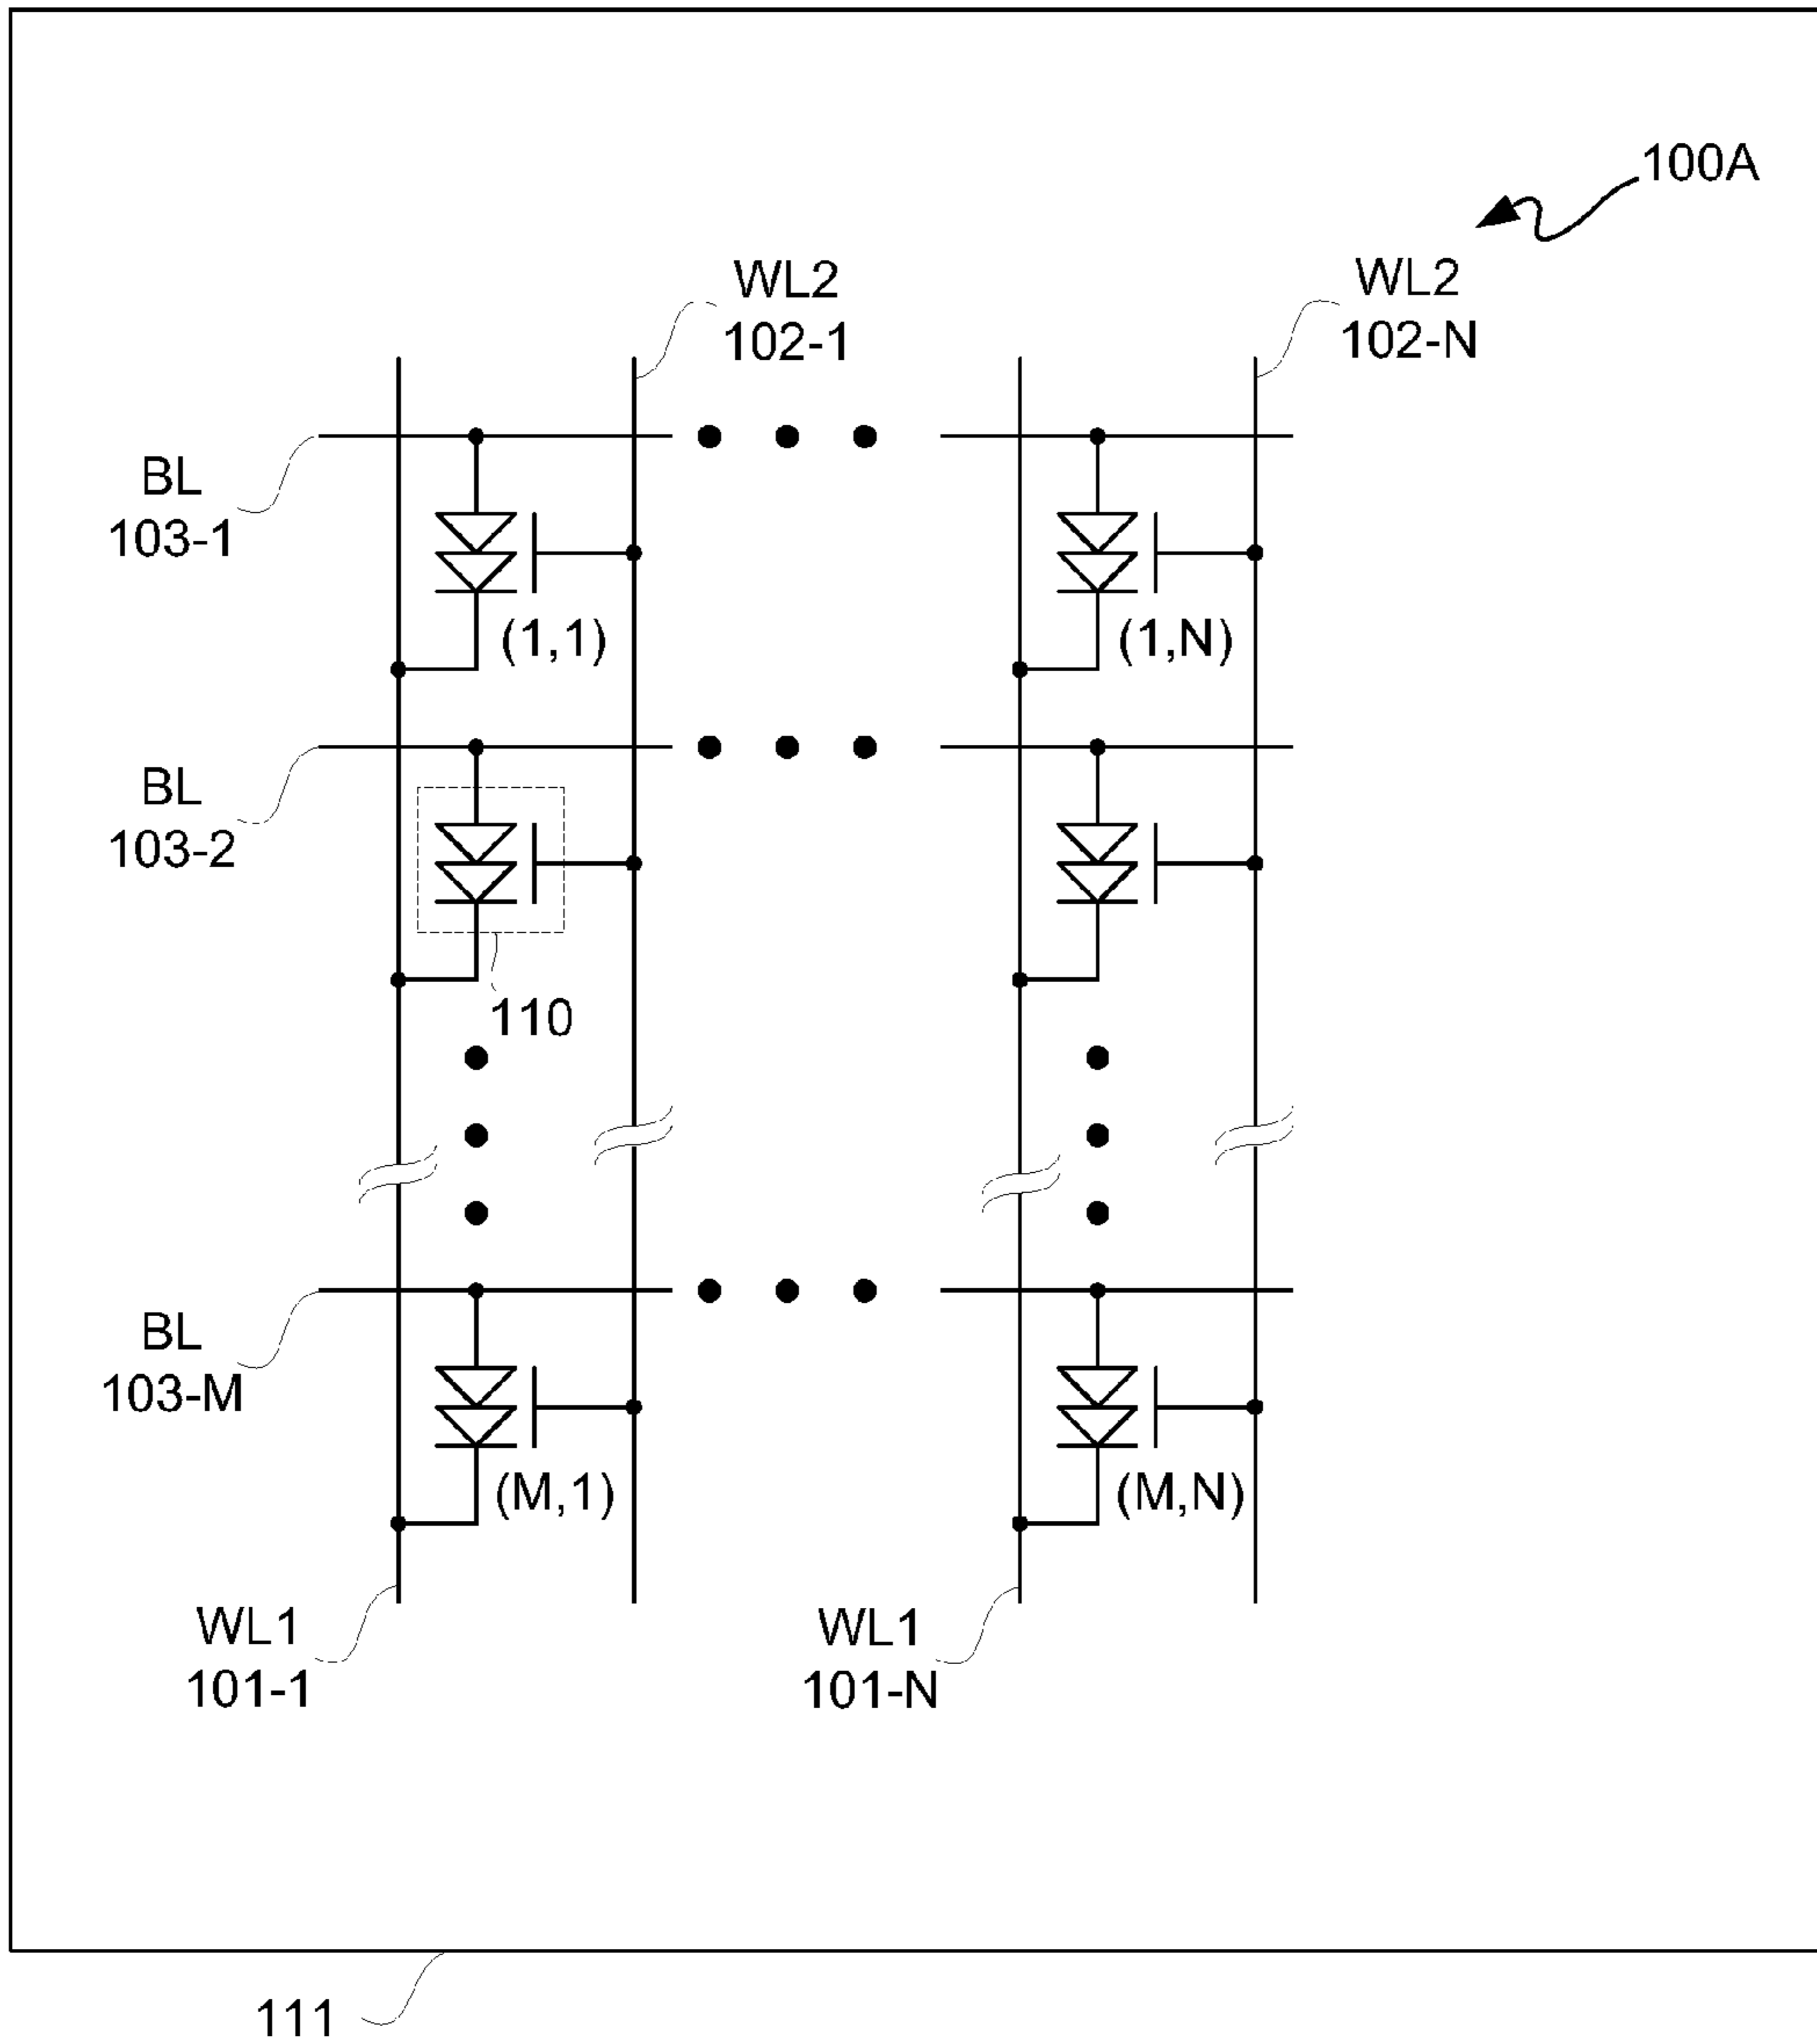 100A
WL2
102-1
WL2
102-N
BL
103-1
(1,1)
(1,N)
BL
103-2
110
BL
103-M
(M,1)
(M,N)
WL1
101-1
WL1
101-N
111